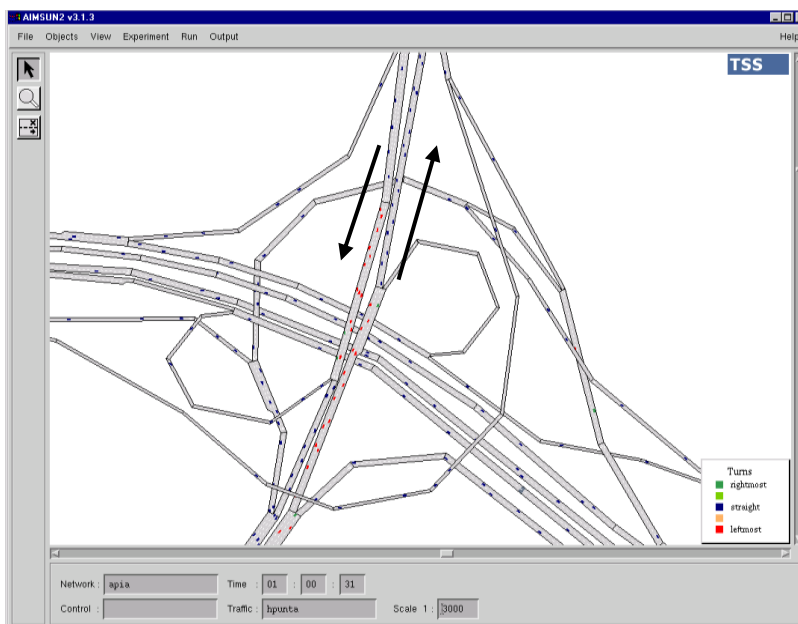 AIMSUN2 v3.1.3
File Objects View Experiment Run Output Help
TSS
Turns
rightmost
straight
leftmost
Network : apia Time : 01 : 00 : 31
Control : Traffic : hpunta Scale 1 : 3000